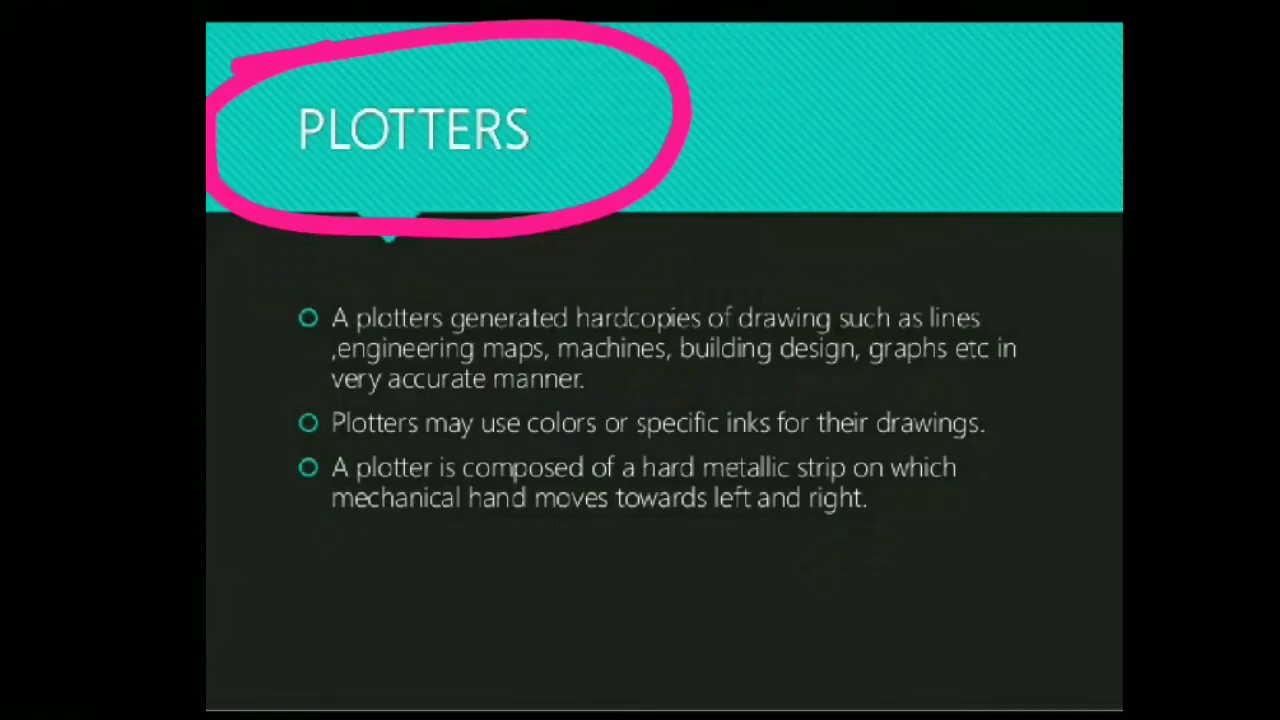 PLOTTERS
A plotters generated hardcopies of drawing such as lines
,engineering maps, machines, building design, graphs etc in
very accurate manner.
Plotters may use colors or specific inks for their drawings.
A plotter is composed of a hard metallic strip on which
mechanical hand moves towards left and right.